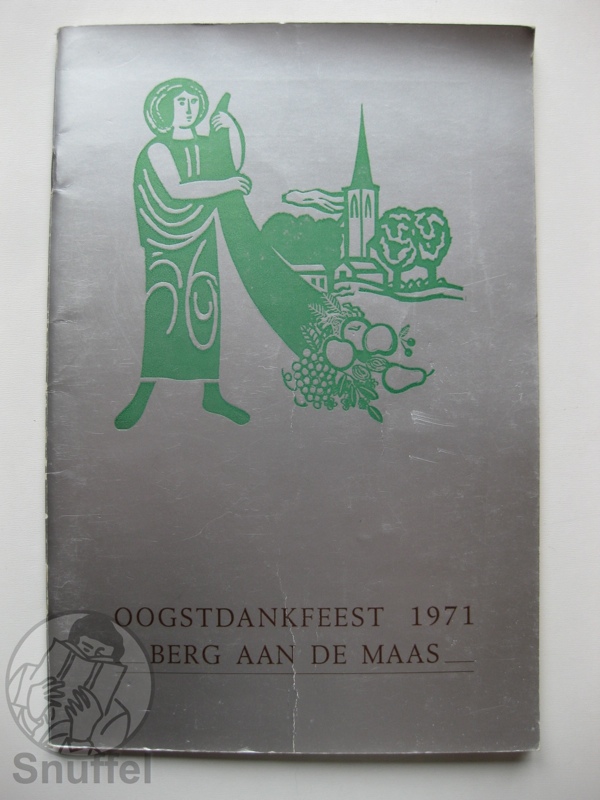 OOGSTDANKFEEST 1971
BERG AAN DE MAAS
Snuffel